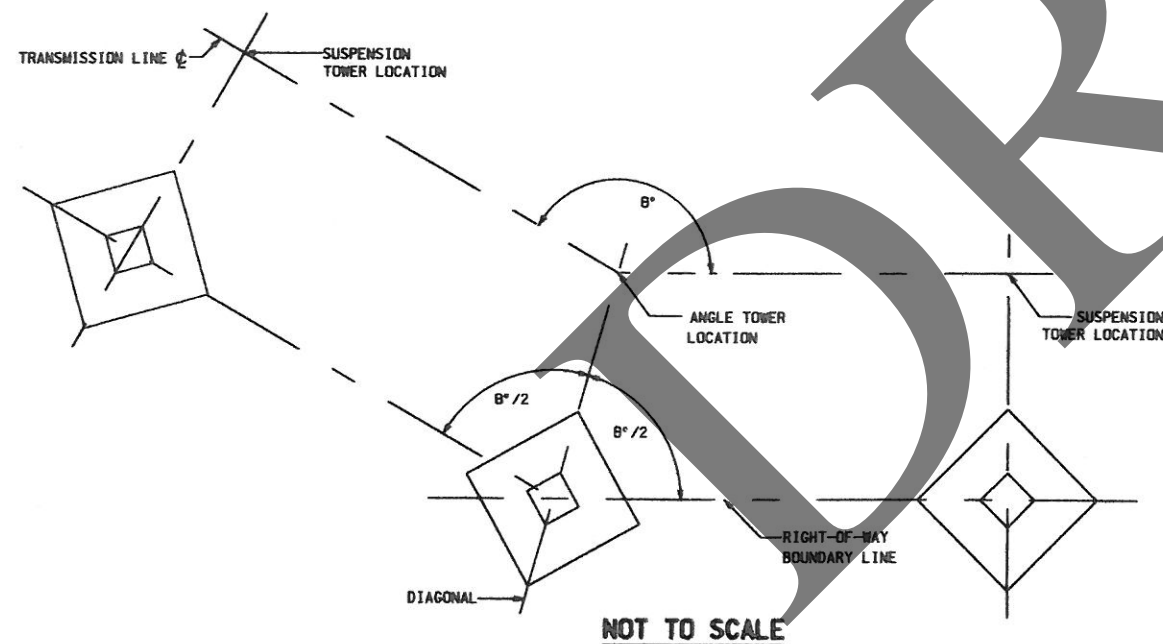 TRANSMISSION LINE ℄
SUSPENSION
TOWER LOCATION
θ°
ANGLE TOWER
LOCATION
SUSPENSION
TOWER LOCATION
θ°/2
θ°/2
RIGHT-OF-WAY
BOUNDARY LINE
DIAGONAL
NOT TO SCALE
DR